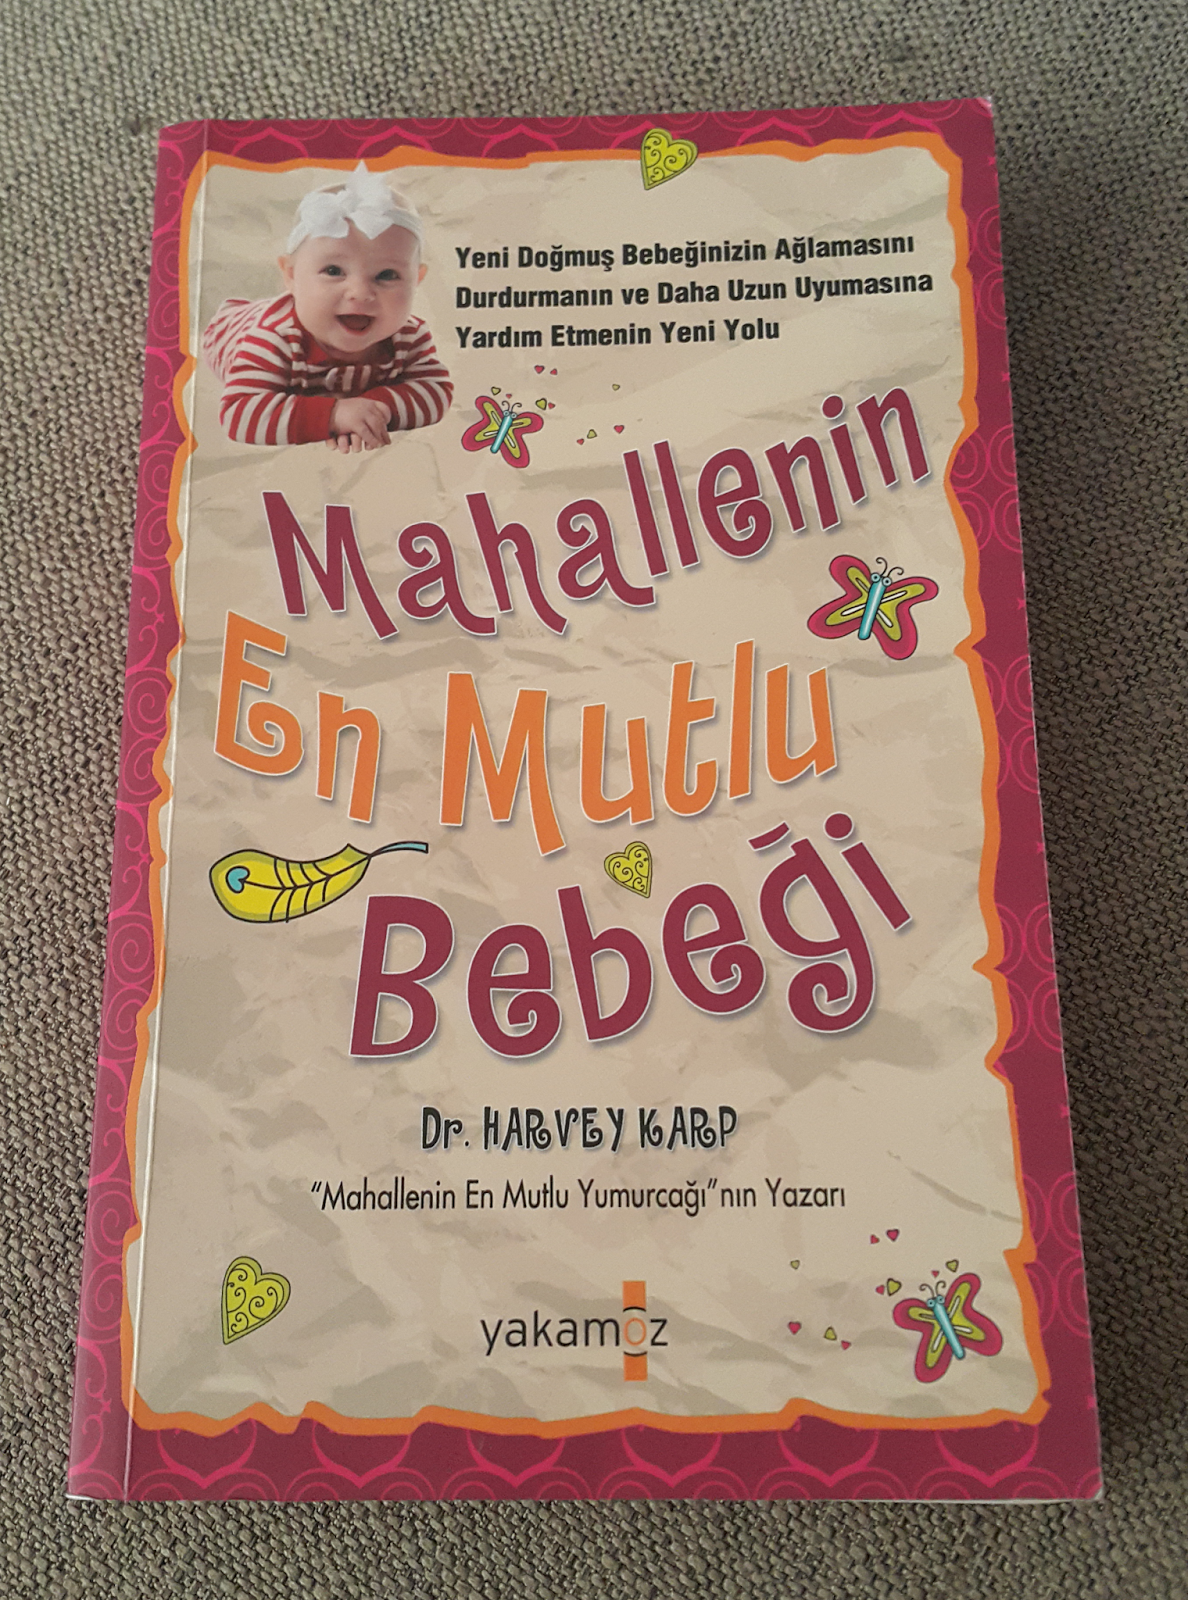 Yeni Doğmuş Bebeğinizin Ağlamasını
Durdurmanın ve Daha Uzun Uyumasına
Yardım Etmenin Yeni Yolu
Mahallenin
En Mutlu
Bebeği
Dr. HARVEY KARP
“Mahallenin En Mutlu Yumurcağı”nın Yazarı
yakamoz